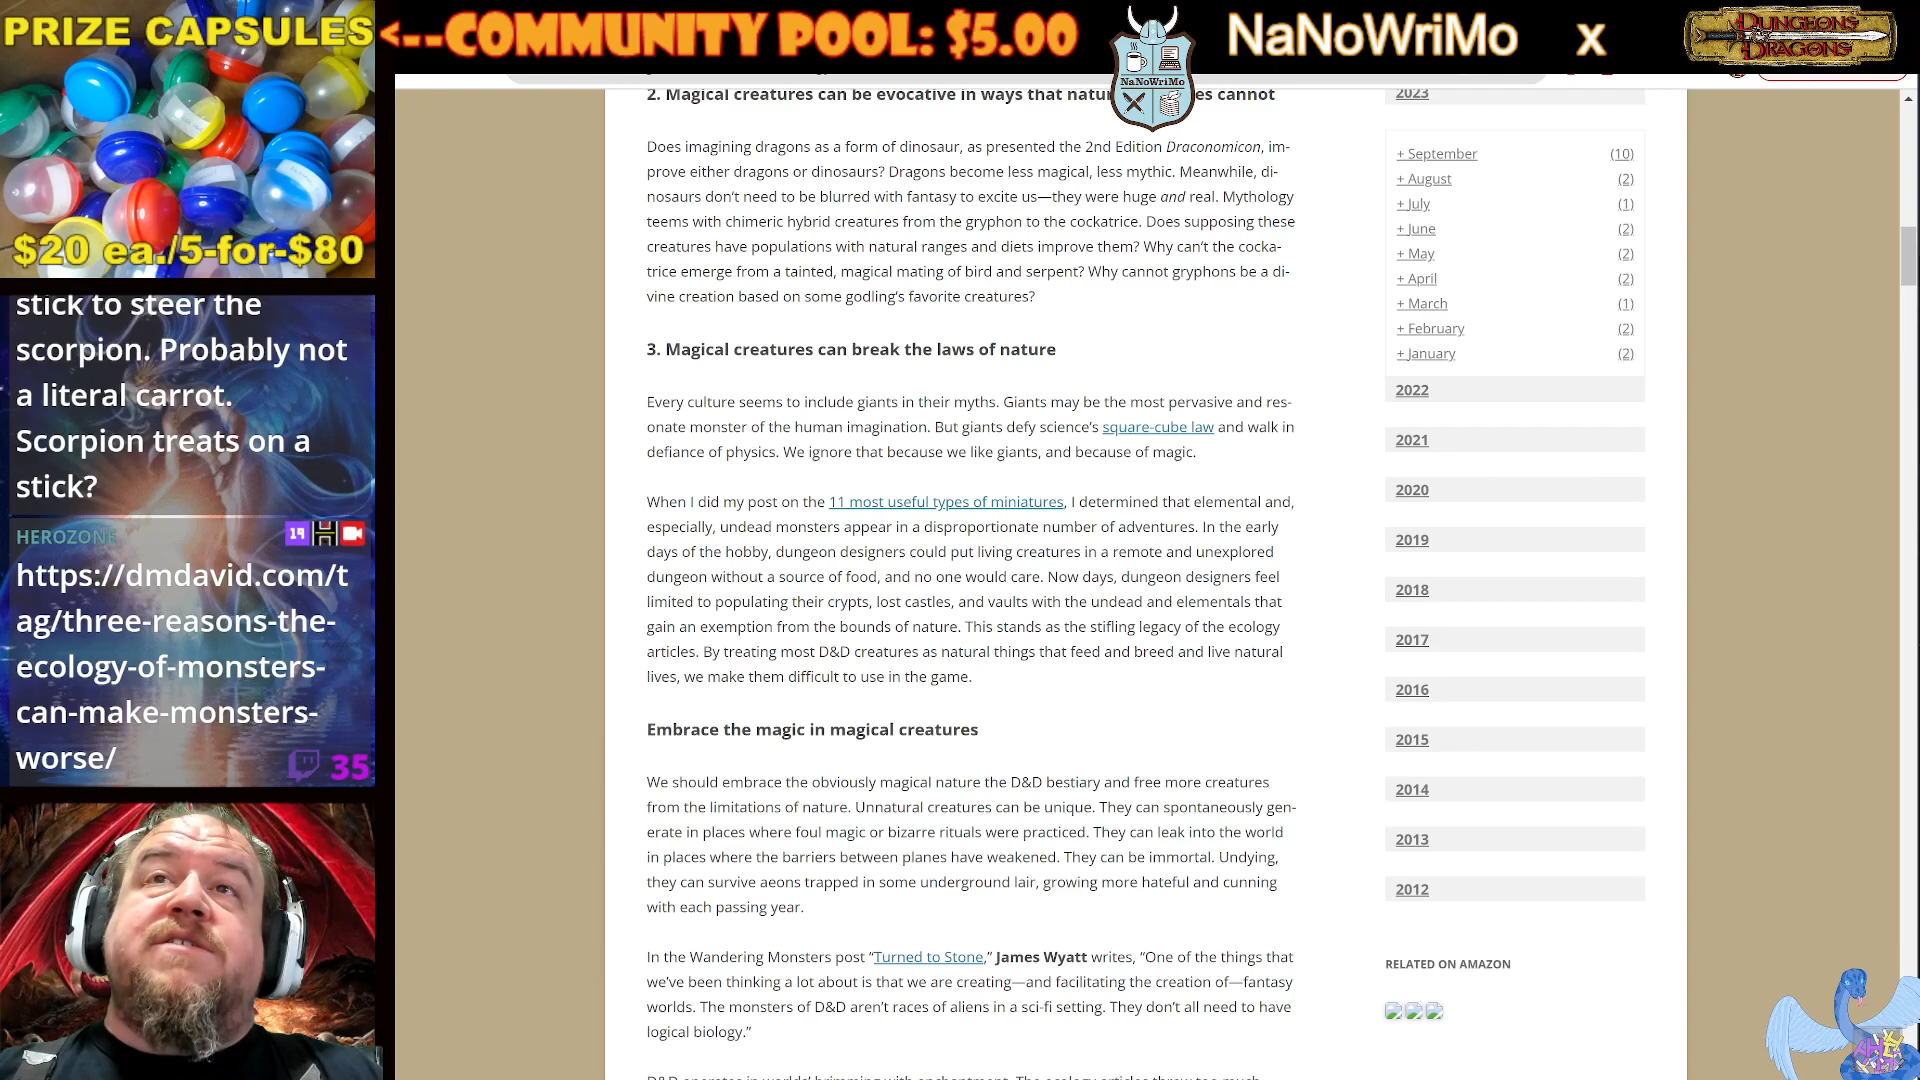 PRIZE CAPSULES
$20 ea./5-for-$80
<--COMMUNITY POOL: $5.00
NaNoWriMo
NaNoWriMo x
DUNGEONS
DRAGONS
stick to steer the
scorpion. Probably not
a literal carrot.
Scorpion treats on a
stick?
HEROZONE
19
https://dmdavid.com/t
ag/three-reasons-the-
ecology-of-monsters-
can-make-monsters-
worse/
35
2. Magical creatures can be evocative in ways that
cannot
Does imagining dragons as a form of dinosaur, as presented the 2nd Edition Draconomicon, im-
prove either dragons or dinosaurs? Dragons become less magical, less mythic. Meanwhile, di-
nosaurs don’t need to be blurred with fantasy to excite us—they were huge and real. Mythology
teems with chimeric hybrid creatures from the gryphon to the cockatrice. Does supposing these
creatures have populations with natural ranges and diets improve them? Why can’t the cocka-
trice emerge from a tainted, magical mating of bird and serpent? Why cannot gryphons be a di-
vine creation based on some godling’s favorite creatures?
3. Magical creatures can break the laws of nature
Every culture seems to include giants in their myths. Giants may be the most pervasive and res-
onate monster of the human imagination. But giants defy science’s square-cube law and walk in
defiance of physics. We ignore that because we like giants, and because of magic.
When I did my post on the 11 most useful types of miniatures, I determined that elemental and,
especially, undead monsters appear in a disproportionate number of adventures. In the early
days of the hobby, dungeon designers could put living creatures in a remote and unexplored
dungeon without a source of food, and no one would care. Now days, dungeon designers feel
limited to populating their crypts, lost castles, and vaults with the undead and elementals that
gain an exemption from the bounds of nature. This stands as the stifling legacy of the ecology
articles. By treating most D&D creatures as natural things that feed and breed and live natural
lives, we make them difficult to use in the game.
Embrace the magic in magical creatures
We should embrace the obviously magical nature the D&D bestiary and free more creatures
from the limitations of nature. Unnatural creatures can be unique. They can spontaneously gen-
erate in places where foul magic or bizarre rituals were practiced. They can leak into the world
in places where the barriers between planes have weakened. They can be immortal. Undying,
they can survive aeons trapped in some underground lair, growing more hateful and cunning
with each passing year.
In the Wandering Monsters post “Turned to Stone,” James Wyatt writes, “One of the things that
we’ve been thinking a lot about is that we are creating—and facilitating the creation of—fantasy
worlds. The monsters of D&D aren’t races of aliens in a sci-fi setting. They don’t all need to have
logical biology.”
D&D operates in worlds’ brimming with enchantment. The ecology articles threw too much
2023
+ September (10)
+ August (2)
+ July (1)
+ June (2)
+ May (2)
+ April (2)
+ March (1)
+ February (2)
+ January (2)
2022
2021
2020
2019
2018
2017
2016
2015
2014
2013
2012
RELATED ON AMAZON